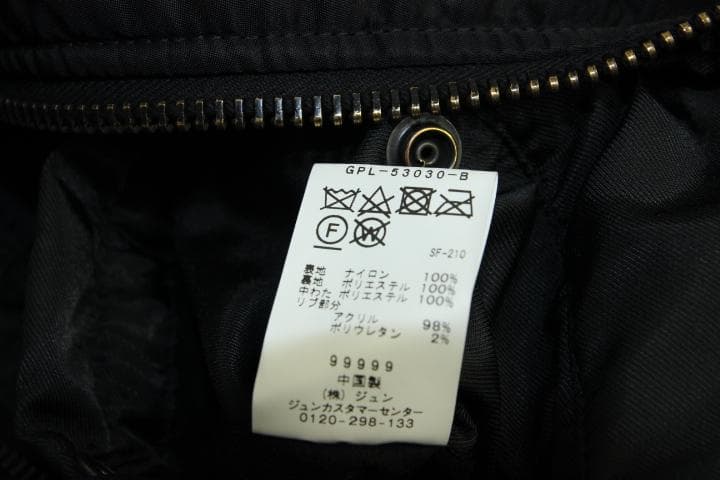 GPL-53030-B
F W
SF-210
表地 ナイロン 100%
裏地 ポリエステル 100%
中わた ポリエステル 100%
リブ部分
アクリル 98%
ポリウレタン 2%
99999
中国製
(株) ジュン
ジュンカスタマーセンター
0120-298-133